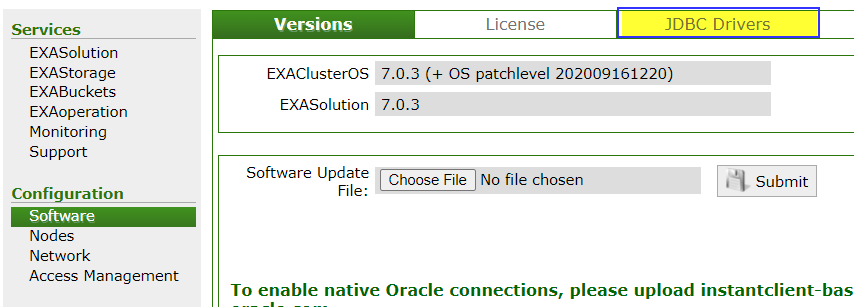 Services
EXASolution
EXAStorage
EXABuckets
EXAoperation
Monitoring
Support
Configuration
Software
Nodes
Network
Access Management
Versions License JDBC Drivers
EXAClusterOS 7.0.3 (+ OS patchlevel 202009161220)
EXASolution 7.0.3
Software Update File: Choose File No file chosen Submit
To enable native Oracle connections, please upload instantclient-bas
oracle.com